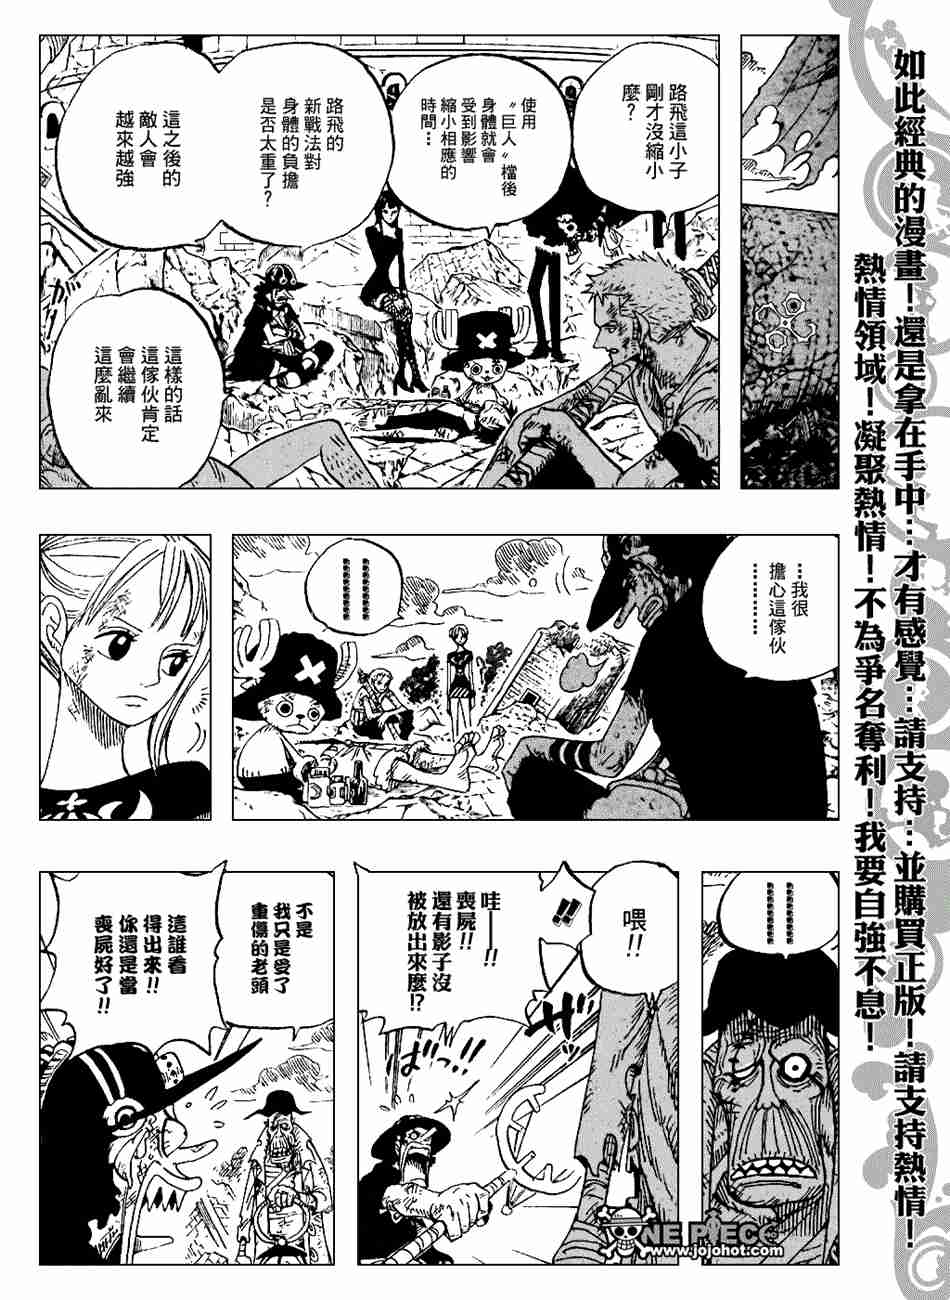 路飛這小子
剛才沒縮小
麼？
使用
〝巨人〞檔後
身體就會
受到影響
縮小相應的
時間…
路飛的
新戰法對
身體的負擔
是否太
重了？
這之後的
敵人會
越來越強
這樣的話
這傢伙肯定
會繼續
這麼亂來
…我很
擔心這傢伙
………
………
………
………
………
喂!!
!!
哇——!!
喪屍!!
還有影子沒
被放出來麼!?
不是
我只是受了
重傷的老頭
這誰看
得出來!!
你還是當
喪屍好了!!
ONE PIECE
www.jojohot.com
如此經典的漫畫！還是拿在手中…才有感覺…請支持…並購買正版！請支持熱情！
熱情領域！凝聚熱情！不為爭名奪利！我要自強不息！